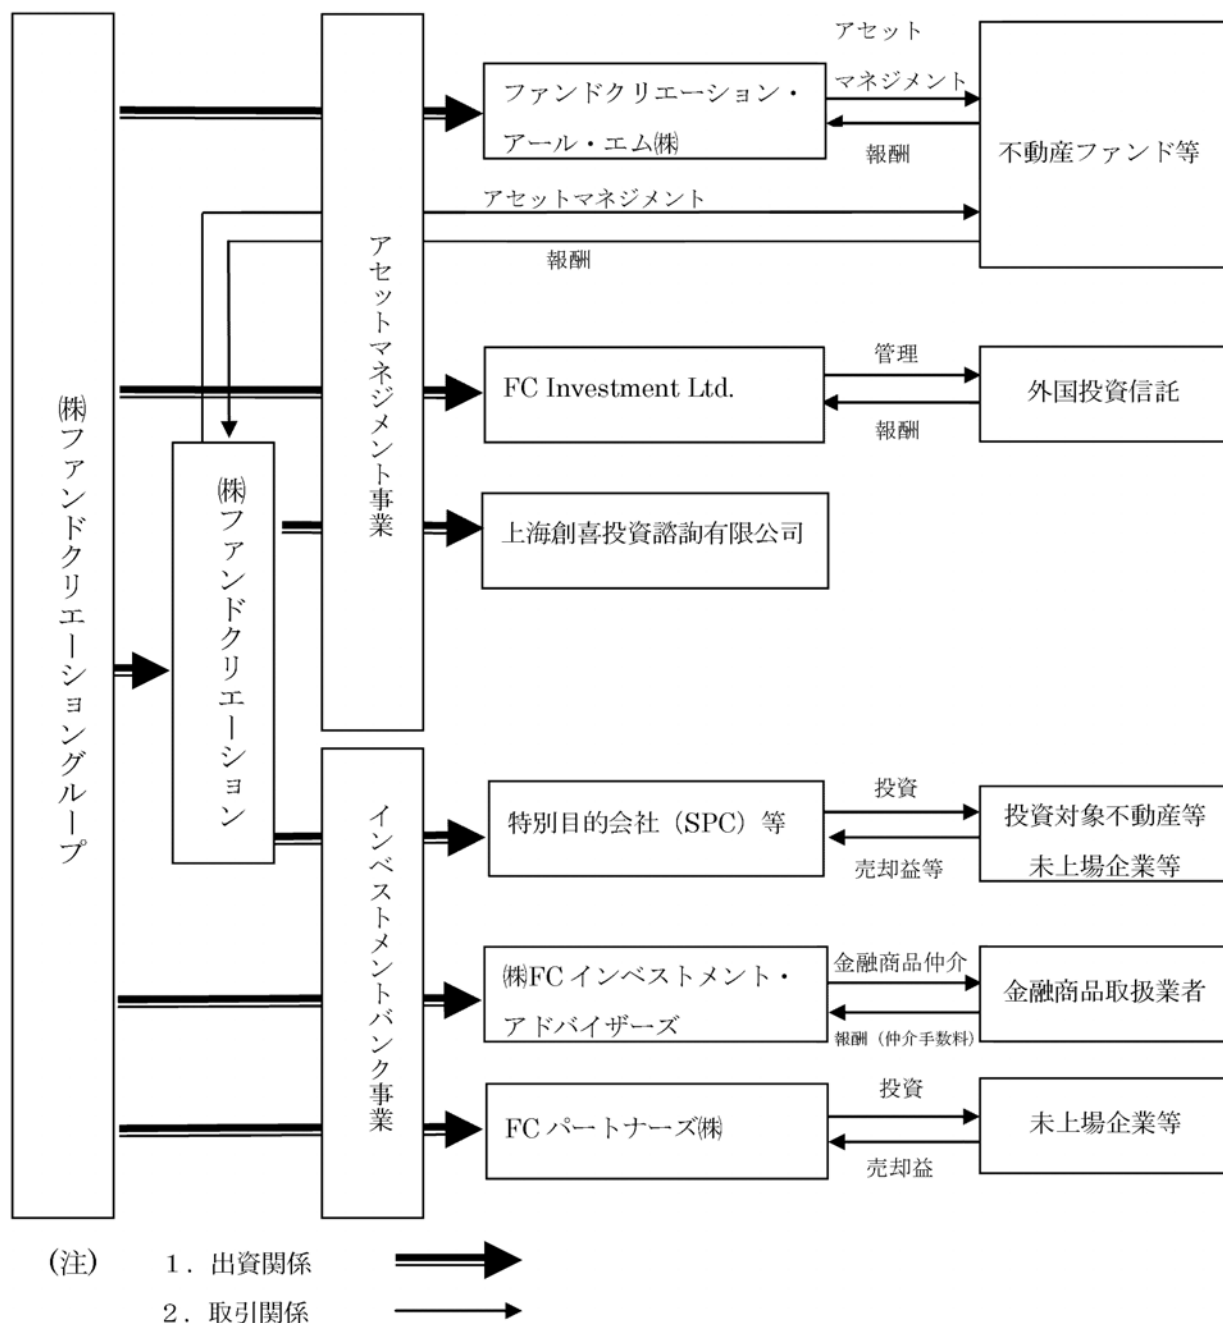 ㈱ファンドクリエーショングループ
㈱ファンドクリエーション
アセットマネジメント事業
ファンドクリエーション・
アール・エム㈱
アセット
マネジメント
報酬
不動産ファンド等
アセットマネジメント
報酬
FC Investment Ltd.
管理
報酬
外国投資信託
上海創喜投資諮詢有限公司
インベストメントバンク事業
特別目的会社（SPC）等
投資
売却益等
投資対象不動産等
未上場企業等
㈱FC インベストメント・
アドバイザーズ
金融商品仲介
報酬（仲介手数料）
金融商品取扱業者
FC パートナーズ㈱
投資
売却益
未上場企業等
(注)　1．出資関係
2．取引関係